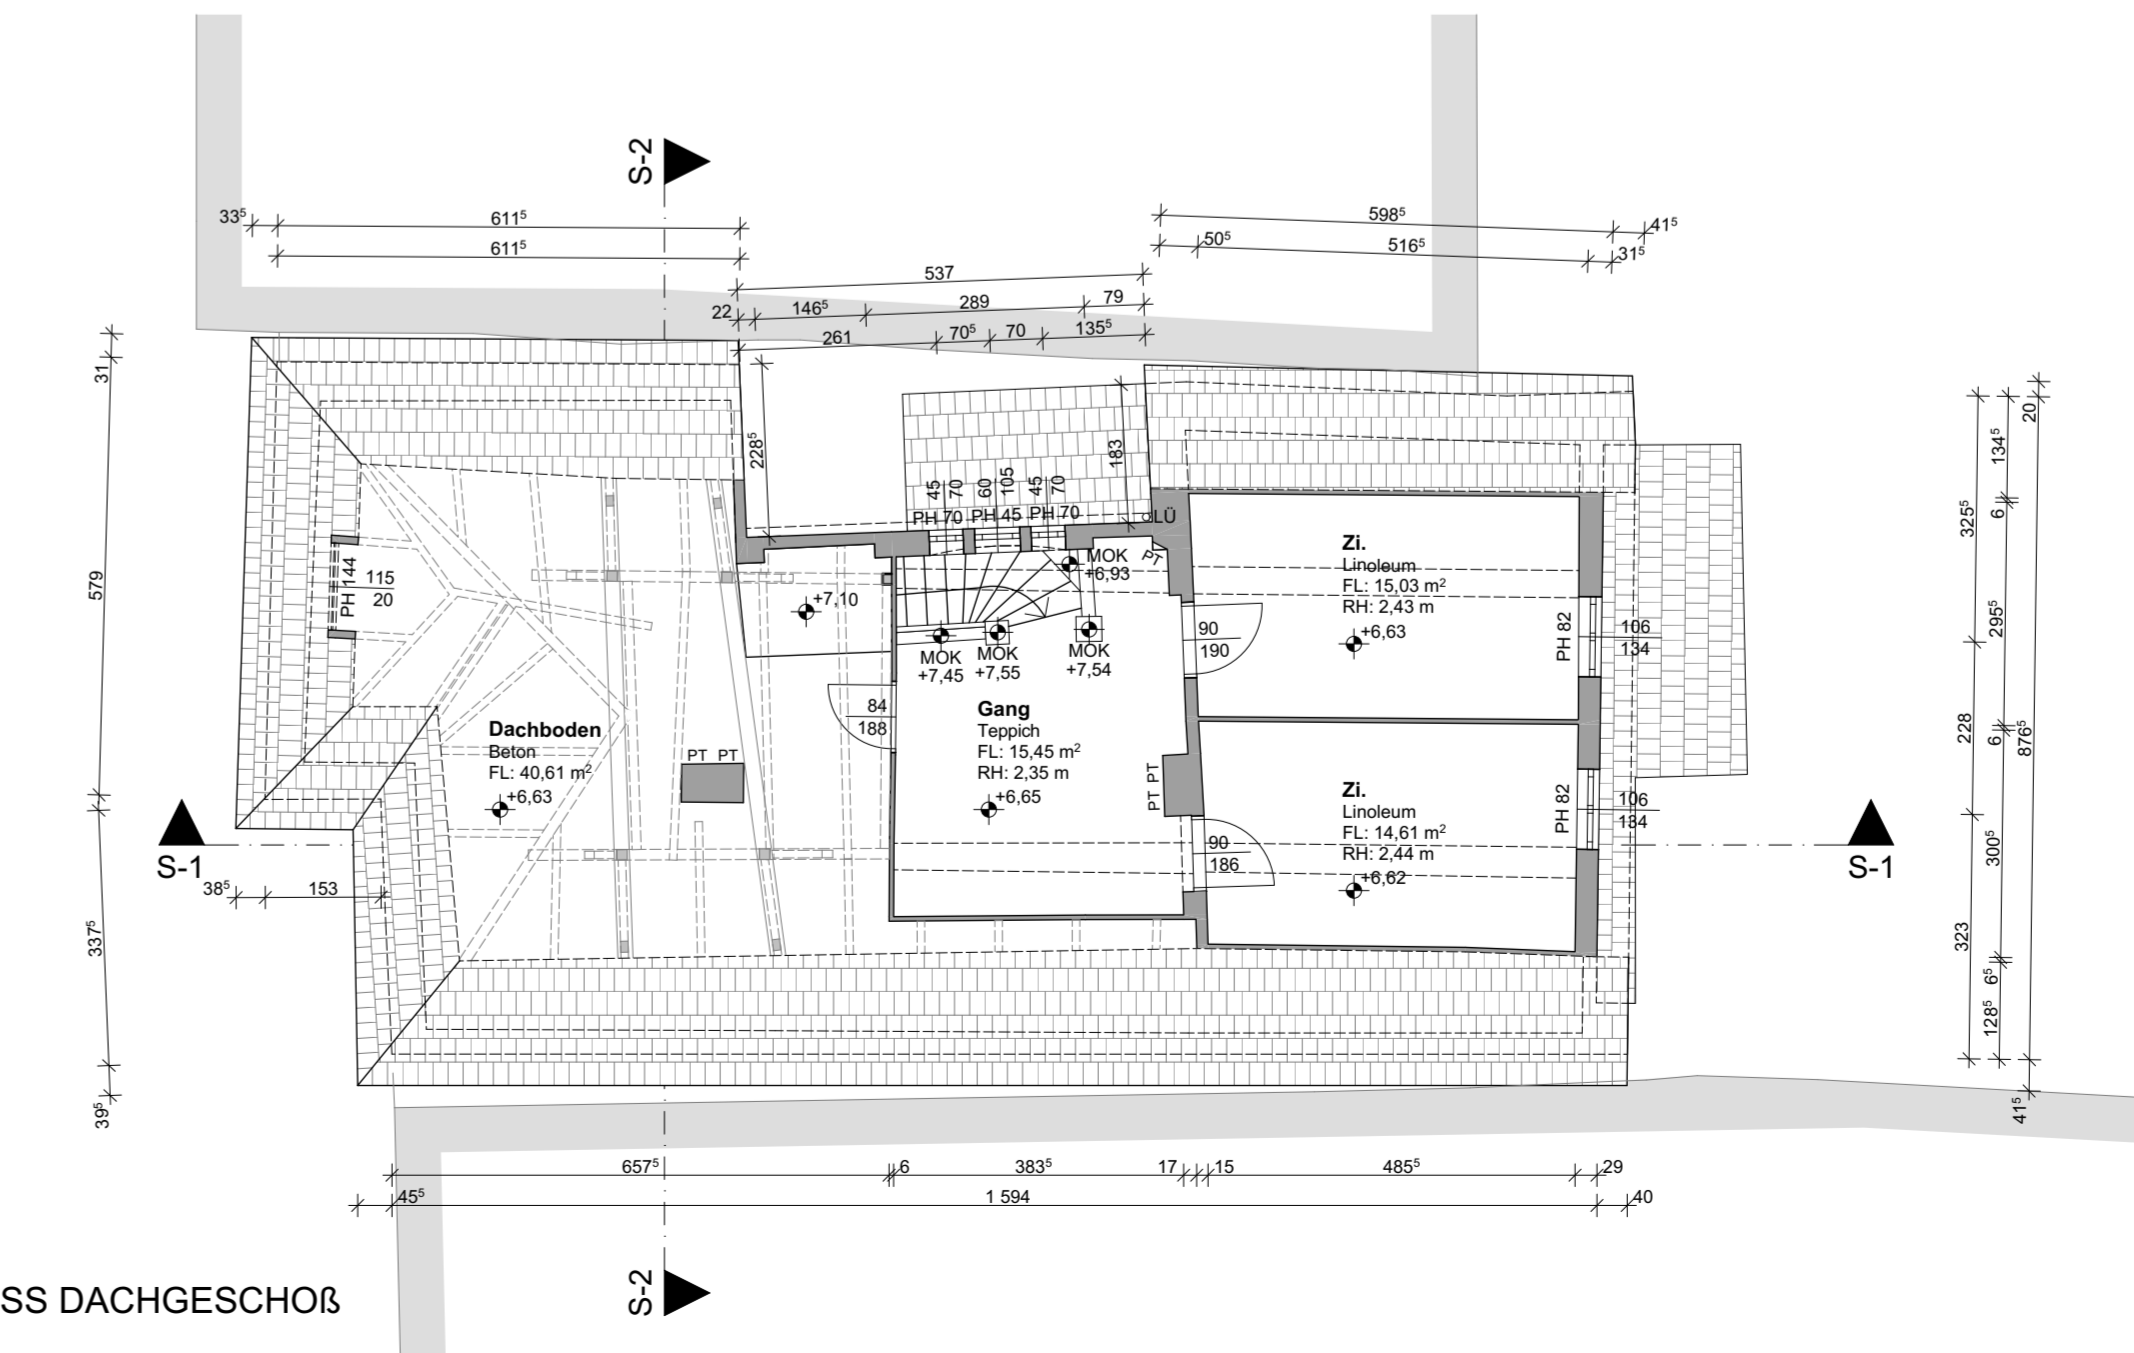 S-2
33⁵
611⁵
611⁵
598⁵
41⁵
50⁵
516⁵
31⁵
537
22
146⁵
289
79
261
70⁵
70
135⁵
31
579
337⁵
39⁵
228⁵
183
45
70
60
105
45
70
PH 70
PH 45
PH 70
LÜ
PT
MOK
+6,93
+7,10
MOK
+7,45
MOK
+7,55
MOK
+7,54
PH 144
115
20
84
188
90
190
90
186
Zi.
Linoleum
FL: 15,03 m²
RH: 2,43 m
+6,63
PH 82
106
134
Dachboden
Beton
FL: 40,61 m²
+6,63
PT PT
Gang
Teppich
FL: 15,45 m²
RH: 2,35 m
+6,65
PT PT
Zi.
Linoleum
FL: 14,61 m²
RH: 2,44 m
+6,62
PH 82
106
134
20
134⁵
6
325⁵
295⁵
228
6
876⁵
300⁵
323
6⁵
128⁵
41⁵
S-1
S-1
38⁵
153
657⁵
6
383⁵
17
15
485⁵
29
45⁵
1 594
40
S-2
SS DACHGESCHOß